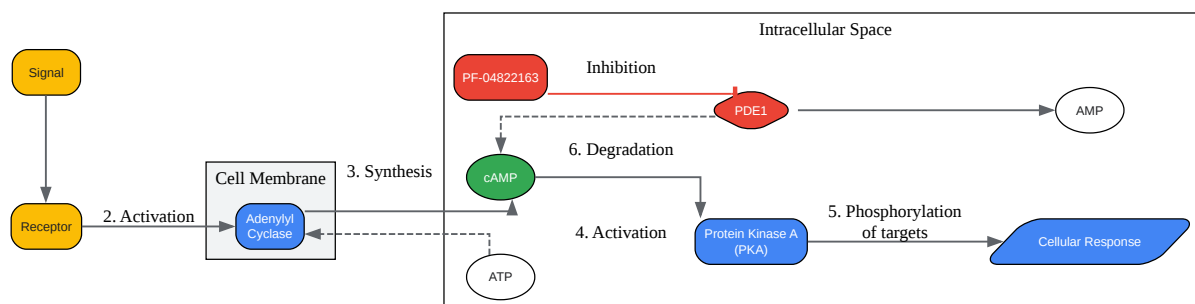 Intracellular Space
Signal
PF-04822163
Inhibition
PDE1
AMP
6. Degradation
3. Synthesis
Cell Membrane
cAMP
Receptor
2. Activation
Adenylyl
Cyclase
4. Activation
Protein Kinase A
(PKA)
5. Phosphorylation
of targets
Cellular Response
ATP